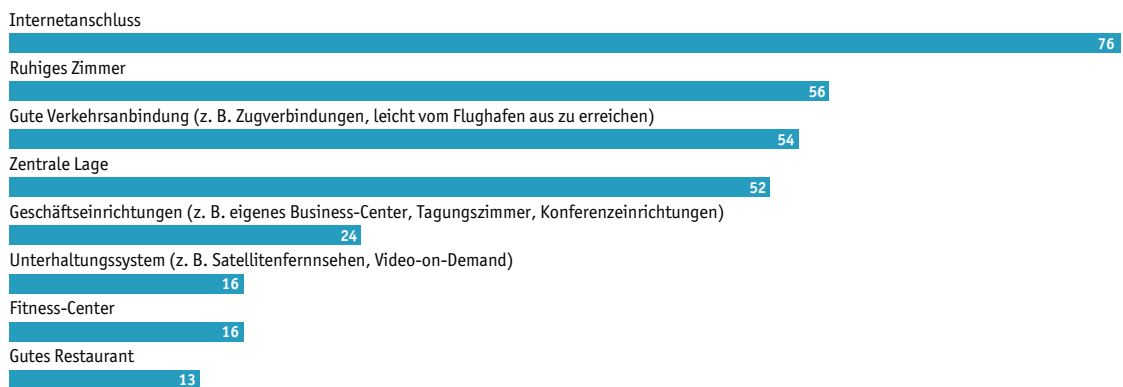 Internetanschluss
76
Ruhiges Zimmer
56
Gute Verkehrsanbindung (z. B. Zugverbindungen, leicht vom Flughafen aus zu erreichen)
54
Zentrale Lage
52
Geschäftseinrichtungen (z. B. eigenes Business-Center, Tagungszimmer, Konferenzeinrichtungen)
24
Unterhaltungssystem (z. B. Satellitenfernnsehen, Video-on-Demand)
16
Fitness-Center
16
Gutes Restaurant
13